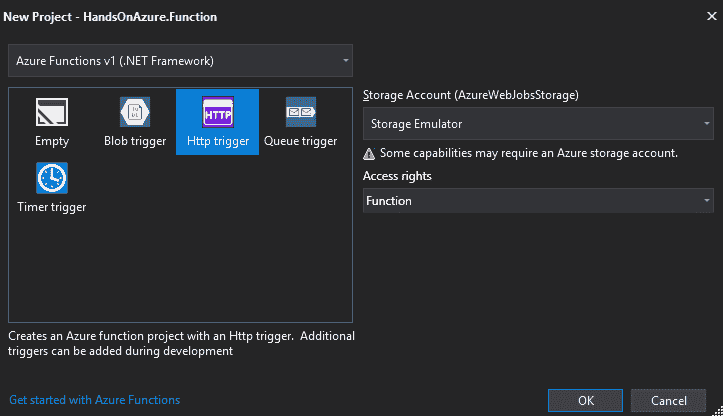 New Project - HandsOnAzure.Function
Azure Functions v1 (.NET Framework)
Empty
Blob trigger
HTTP
Http trigger
Queue trigger
Timer trigger
Storage Account (AzureWebJobsStorage)
Storage Emulator
Some capabilities may require an Azure storage account.
Access rights
Function
Creates an Azure function project with an Http trigger. Additional
triggers can be added during development
Get started with Azure Functions
OK
Cancel